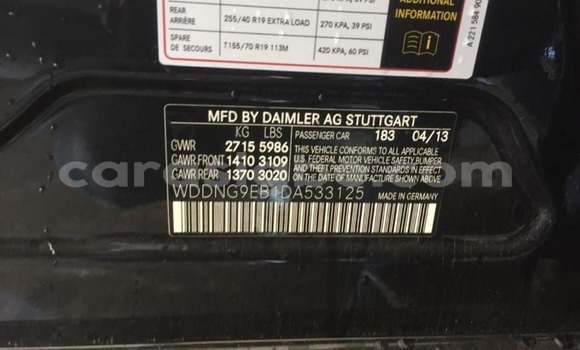 REAR
ARRIÈRE
255/40 R19 EXTRA LOAD
270 KPA, 39 PSI
SPARE
DE SECOURS
T155/70 R19 113M
420 KPA, 60 PSI
ADDITIONAL
INFORMATION
A 221 584
MFD BY DAIMLER AG STUTTGART
KG LBS
PASSENGER CAR 183 04/13
GVWR 2715 5986
GAWR FRONT 1410 3109
GAWR REAR 1370 3020
THIS VEHICLE CONFORMS TO ALL APPLICABLE
U.S. FEDERAL MOTOR VEHICLE SAFETY, BUMPER
AND THEFT PREVENTION STANDARDS IN EFFECT
ON THE DATE OF MANUFACTURE SHOWN ABOVE
WDDNG9EB1DA533125
MADE IN GERMANY